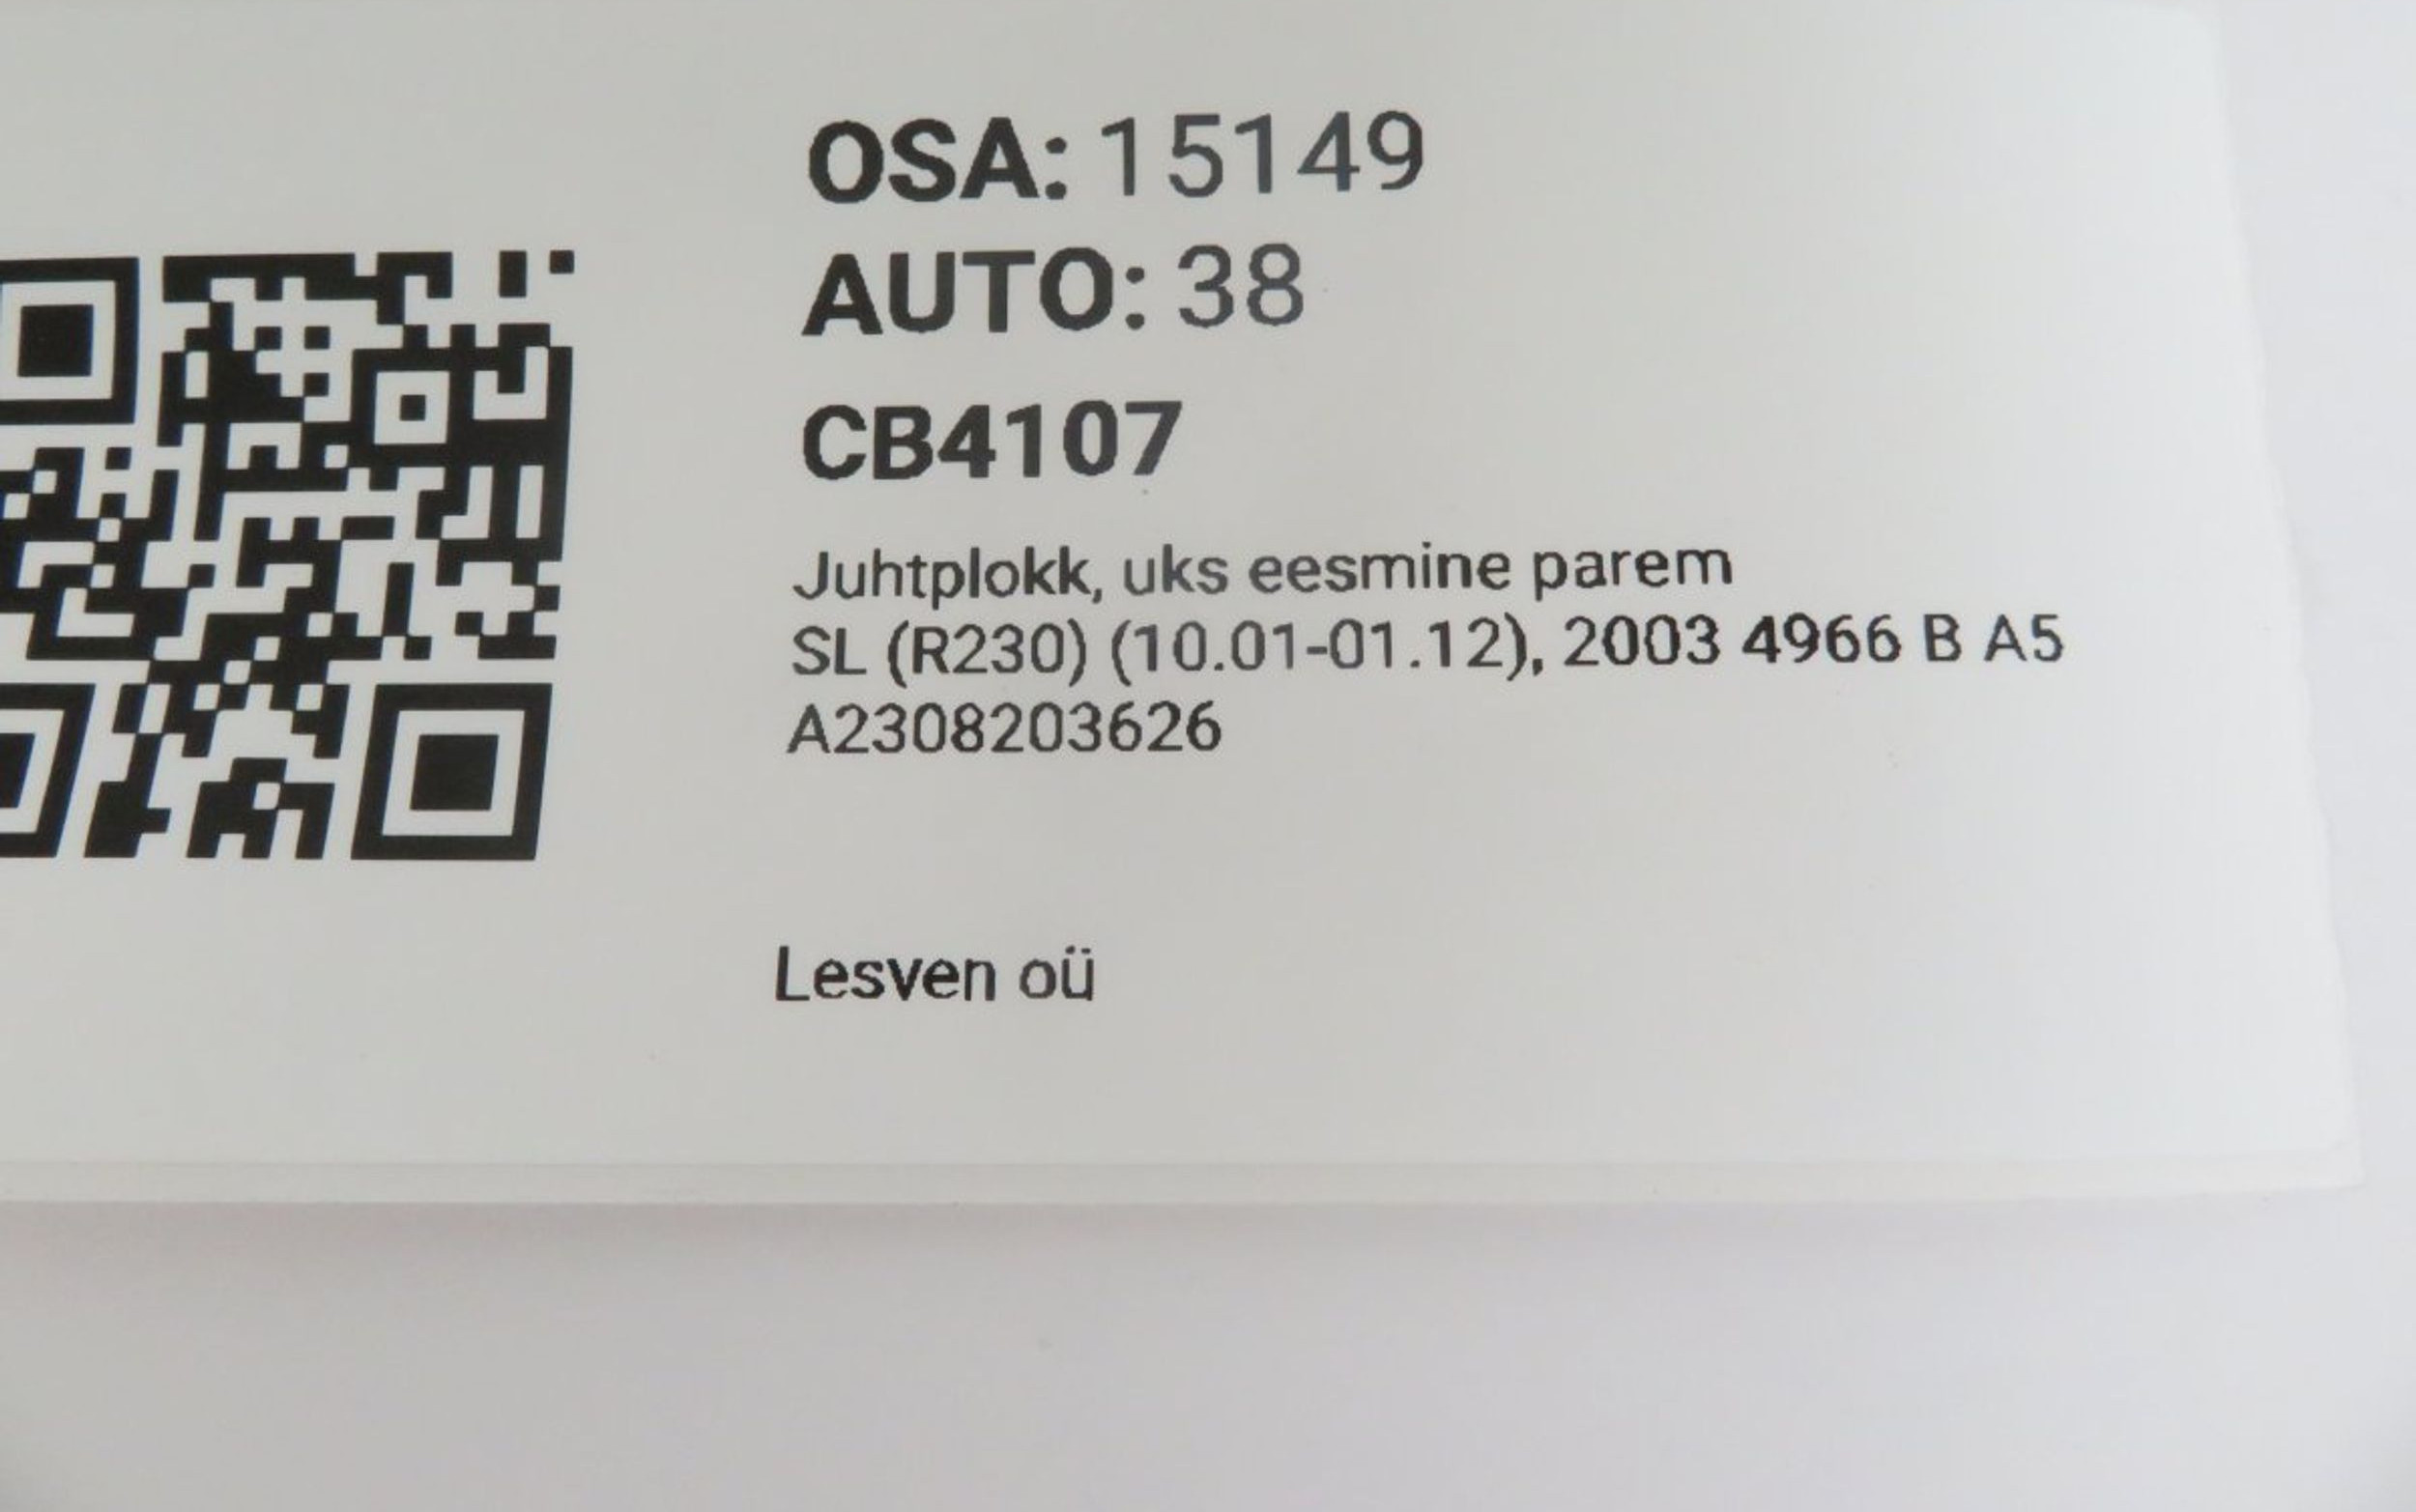 OSA: 15149
AUTO: 38
CB4107
Juhtplokk, uks eesmine parem
SL (R230) (10.01-01.12), 2003 4966 B A5
A2308203626
Lesven oü